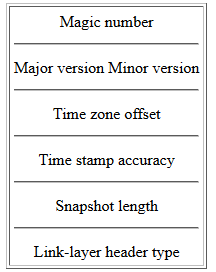 Magic number
Major version Minor version
Time zone offset
Time stamp accuracy
Snapshot length
Link-layer header type